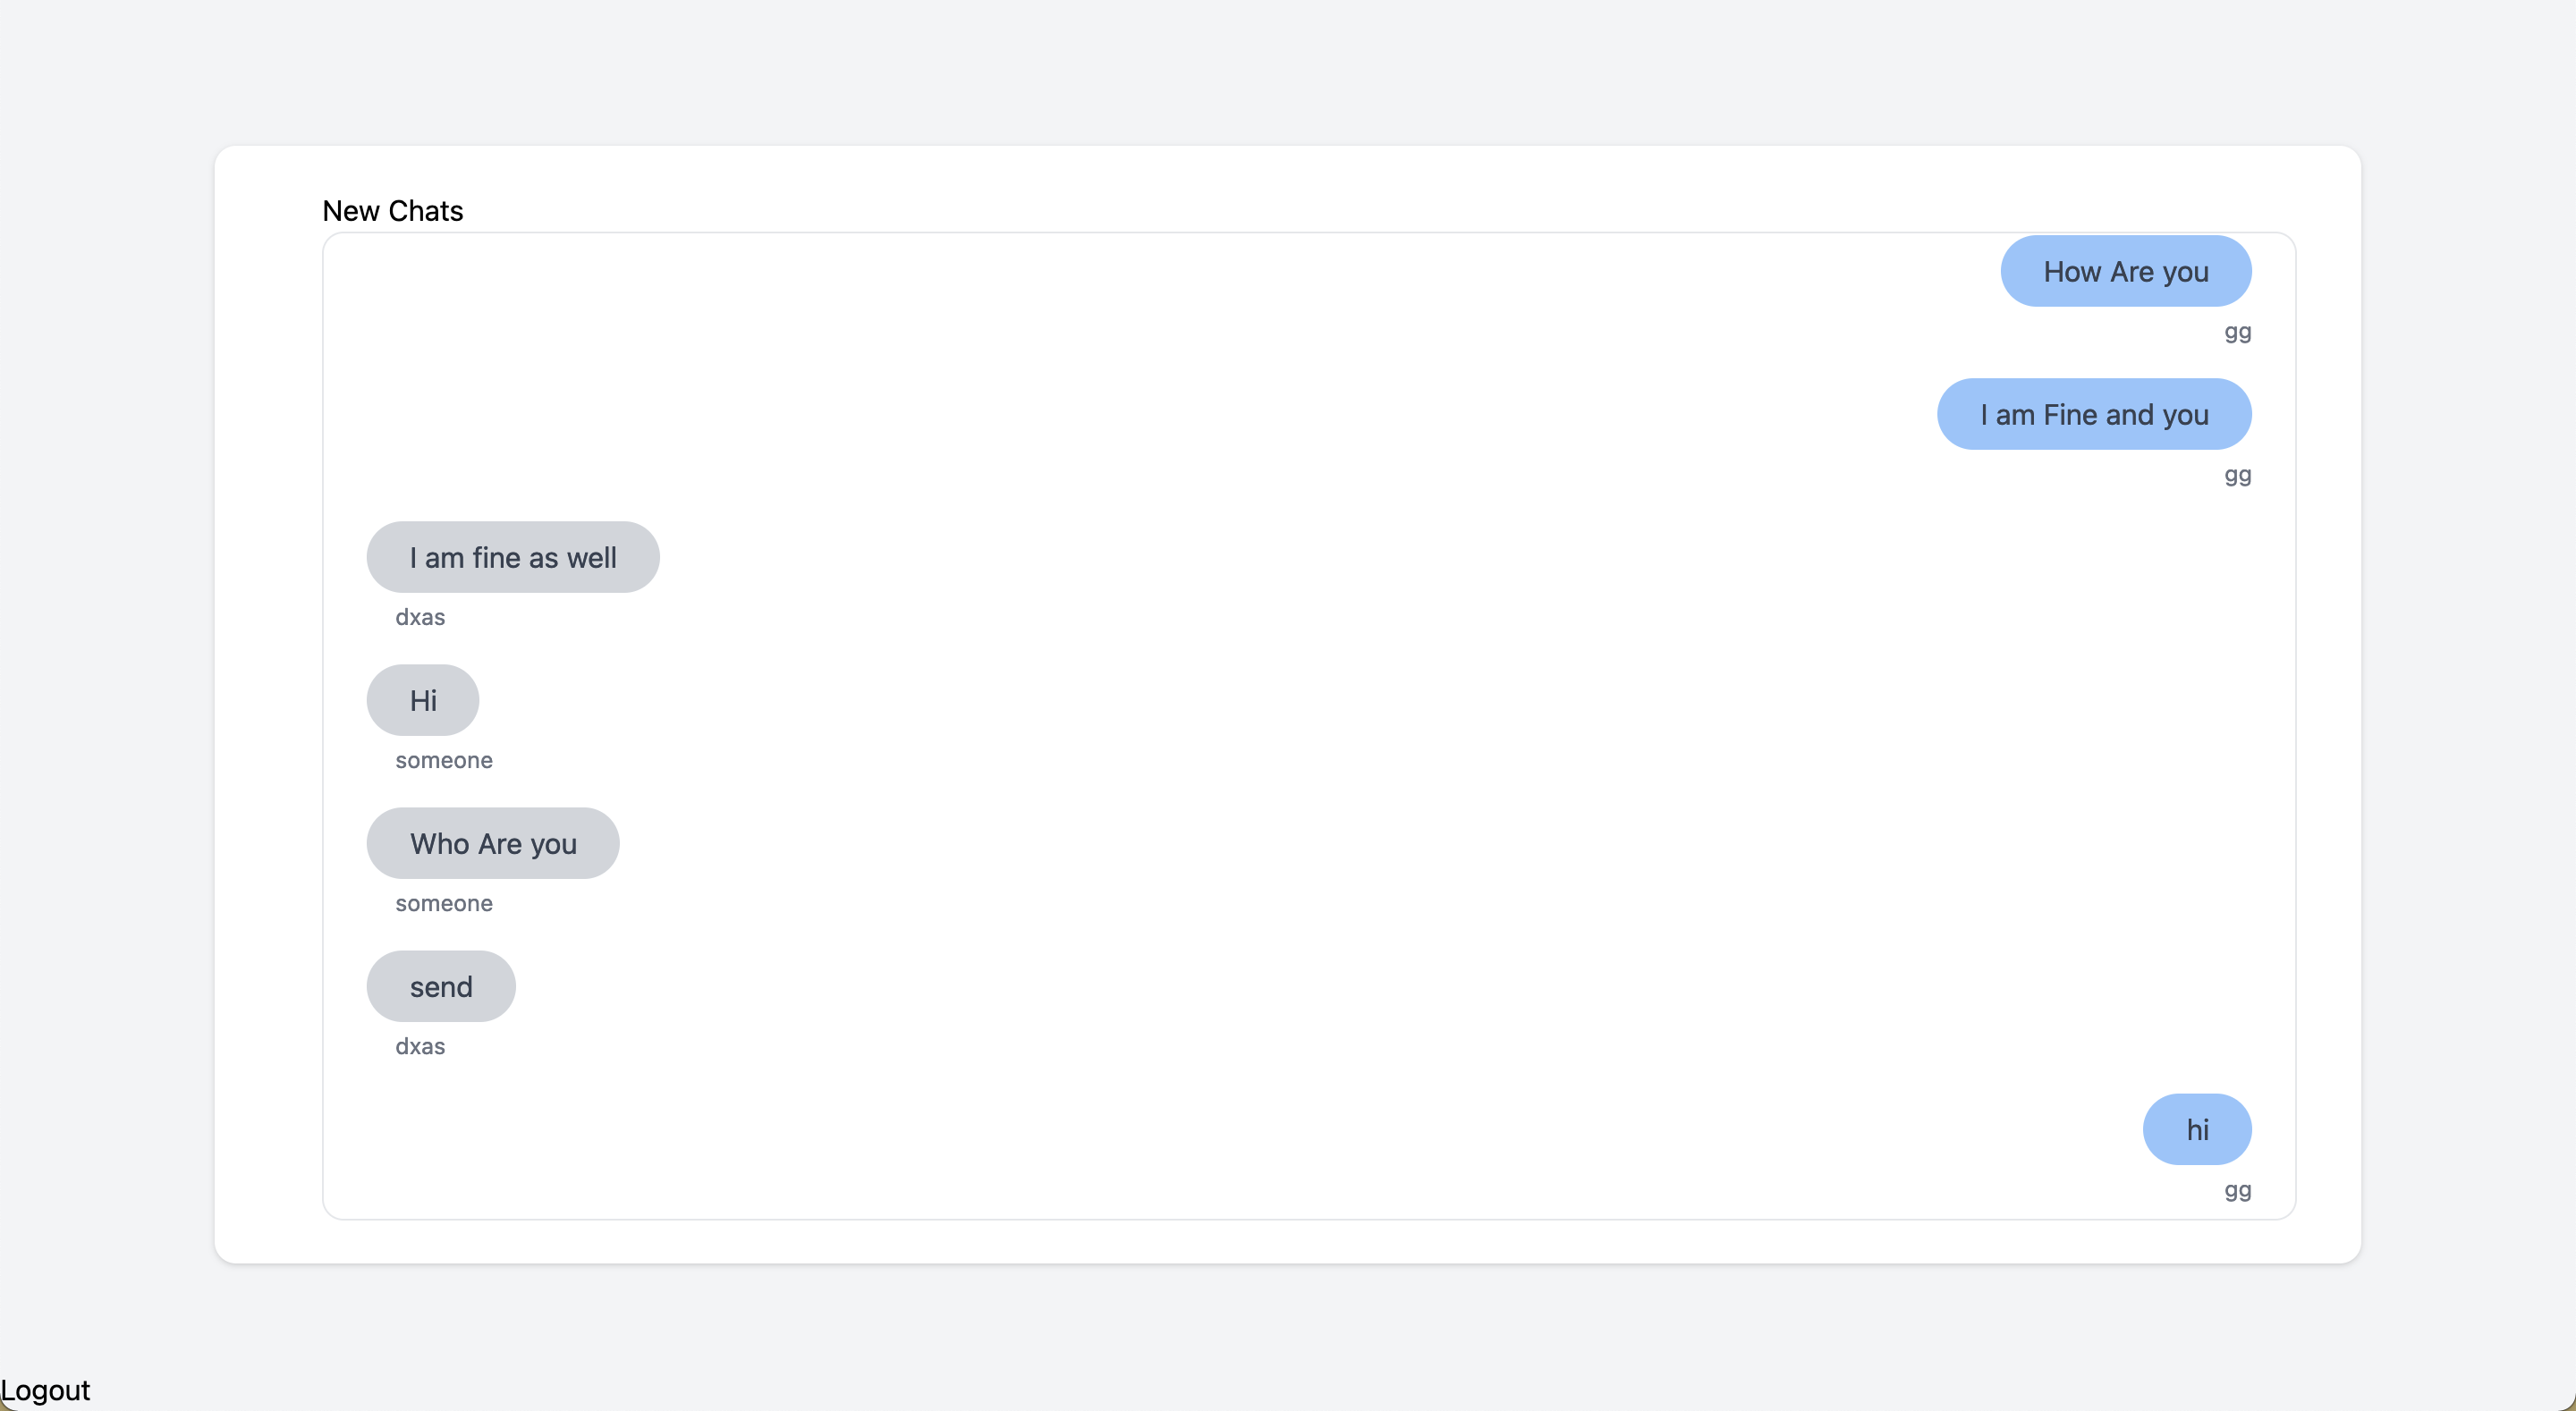 New Chats
How Are you
gg
I am Fine and you
gg
I am fine as well
dxas
Hi
someone
Who Are you
someone
send
dxas
hi
gg
Logout